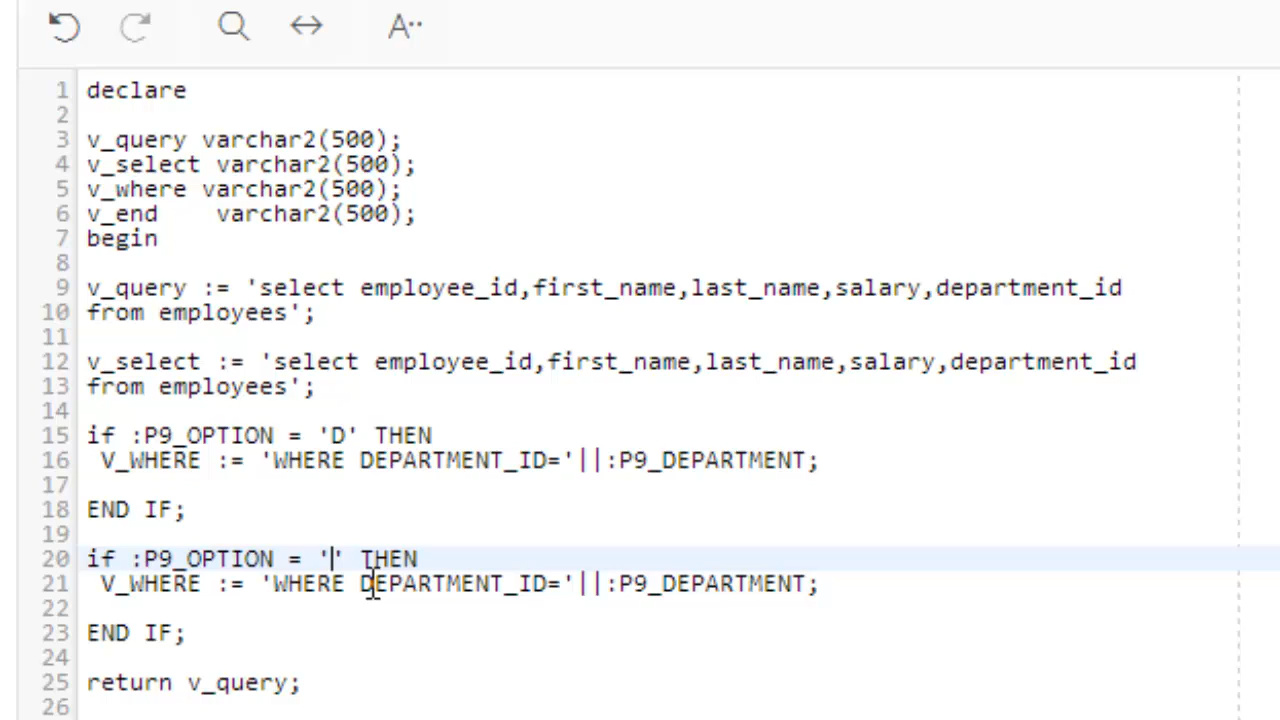 A
1 declare
2
3 v_query varchar2(500);
4 v_select varchar2(500);
5 v_where varchar2(500);
6 v_end    varchar2(500);
7 begin
8
9 v_query := 'select employee_id,first_name,last_name,salary,department_id
10 from employees';
11
12 v_select := 'select employee_id,first_name,last_name,salary,department_id
13 from employees';
14
15 if :P9_OPTION = 'D' THEN
16  V_WHERE := 'WHERE DEPARTMENT_ID='||:P9_DEPARTMENT;
17
18 END IF;
19
20 if :P9_OPTION = '' THEN
21  V_WHERE := 'WHERE DEPARTMENT_ID='||:P9_DEPARTMENT;
22
23 END IF;
24
25 return v_query;
26